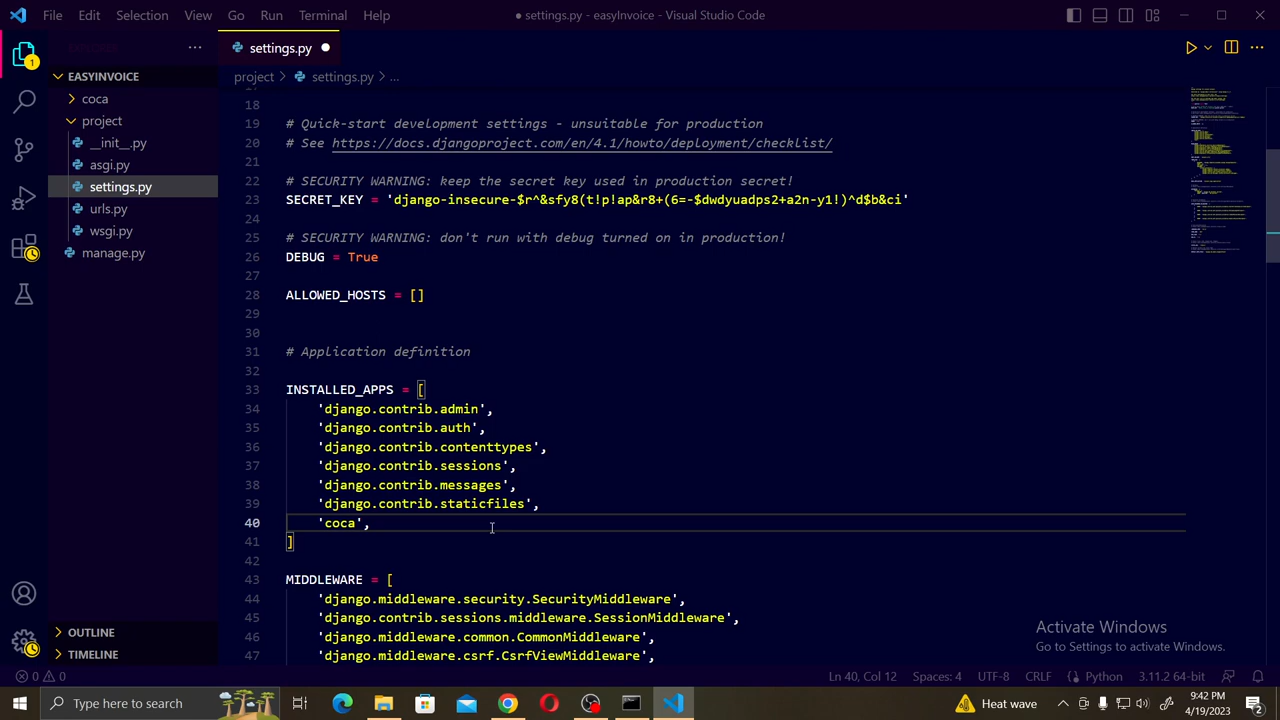 File Edit Selection View Go Run Terminal Help
● settings.py - easyInvoice - Visual Studio Code
settings.py
project > settings.py > ...
1
EASYINVOICE
coca
project
__init__.py
asgi.py
settings.py
urls.py
wsgi.py
manage.py
OUTLINE
TIMELINE
18
19 # Quick-start development settings - unsuitable for production
20 # See https://docs.djangoproject.com/en/4.1/howto/deployment/checklist/
21
22 # SECURITY WARNING: keep the secret key used in production secret!
23 SECRET_KEY = 'django-insecure-$r^&sfy8(t!p!ap&r8+(6=-$dwdyuadps2+a2n-y1!)^d$b&ci'
24
25 # SECURITY WARNING: don't run with debug turned on in production!
26 DEBUG = True
27
28 ALLOWED_HOSTS = []
29
30
31 # Application definition
32
33 INSTALLED_APPS = [
34 'django.contrib.admin',
35 'django.contrib.auth',
36 'django.contrib.contenttypes',
37 'django.contrib.sessions',
38 'django.contrib.messages',
39 'django.contrib.staticfiles',
40 'coca',
41 ]
42
43 MIDDLEWARE = [
44 'django.middleware.security.SecurityMiddleware',
45 'django.contrib.sessions.middleware.SessionMiddleware',
46 'django.middleware.common.CommonMiddleware',
47 'django.middleware.csrf.CsrfViewMiddleware',
Activate Windows
Go to Settings to activate Windows.
0 0
Ln 40, Col 12 Spaces: 4 UTF-8 CRLF Python 3.11.2 64-bit
Type here to search
Heat wave
9:42 PM
4/19/2023
2